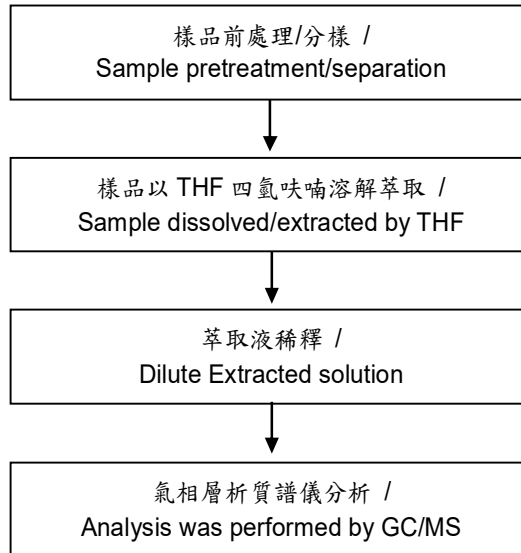 樣品前處理/分樣 /
Sample pretreatment/separation
樣品以 THF 四氫呋喃溶解萃取 /
Sample dissolved/extracted by THF
萃取液稀釋 /
Dilute Extracted solution
氣相層析質譜儀分析 /
Analysis was performed by GC/MS